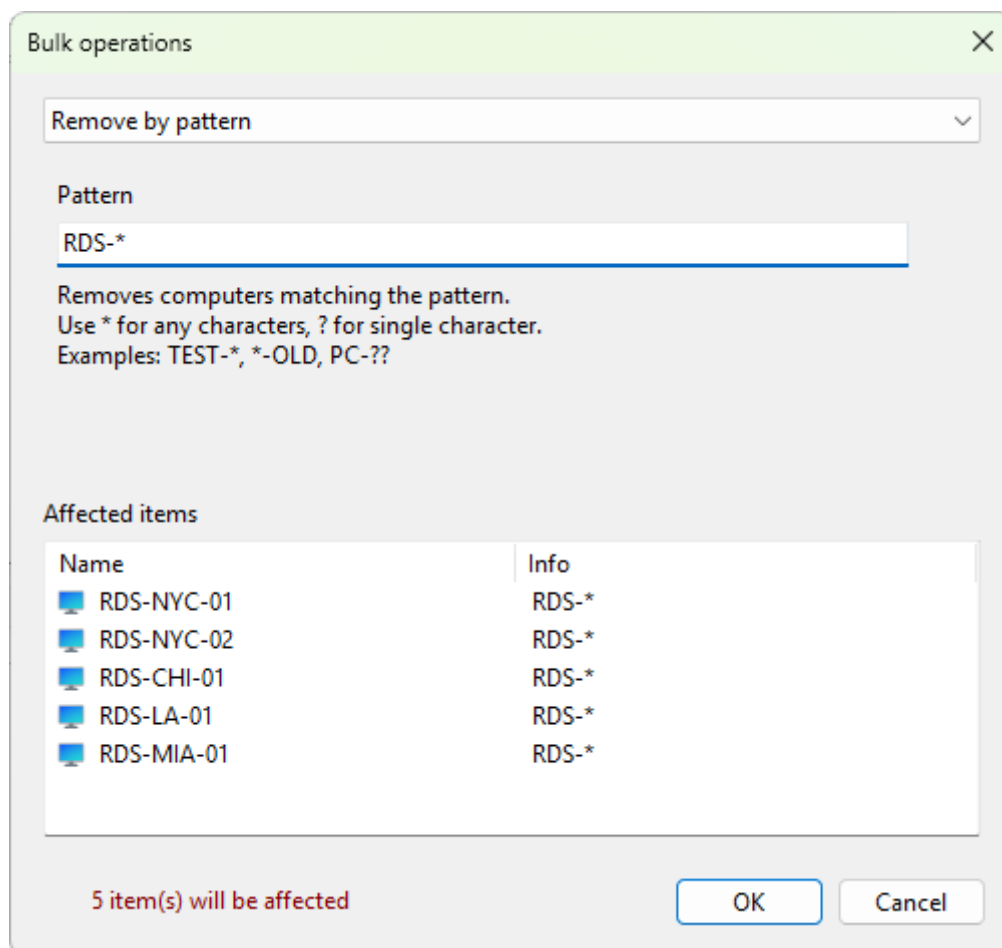 Bulk operations
Remove by pattern
Pattern
RDS-*
Removes computers matching the pattern.
Use * for any characters, ? for single character.
Examples: TEST-*, *-OLD, PC-??
Affected items
Name Info
RDS-NYC-01 RDS-*
RDS-NYC-02 RDS-*
RDS-CHI-01 RDS-*
RDS-LA-01 RDS-*
RDS-MIA-01 RDS-*
5 item(s) will be affected OK Cancel